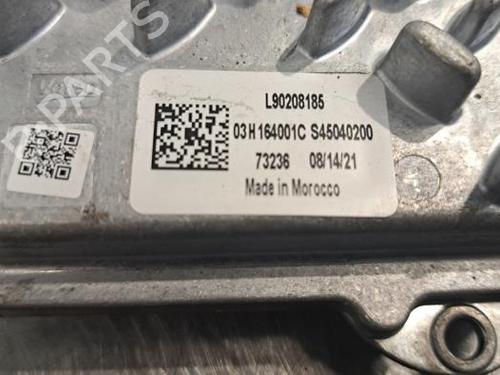 L90208185
03H164001C S45040200
73236 08/14/21
Made in Morocco
B-PARTS